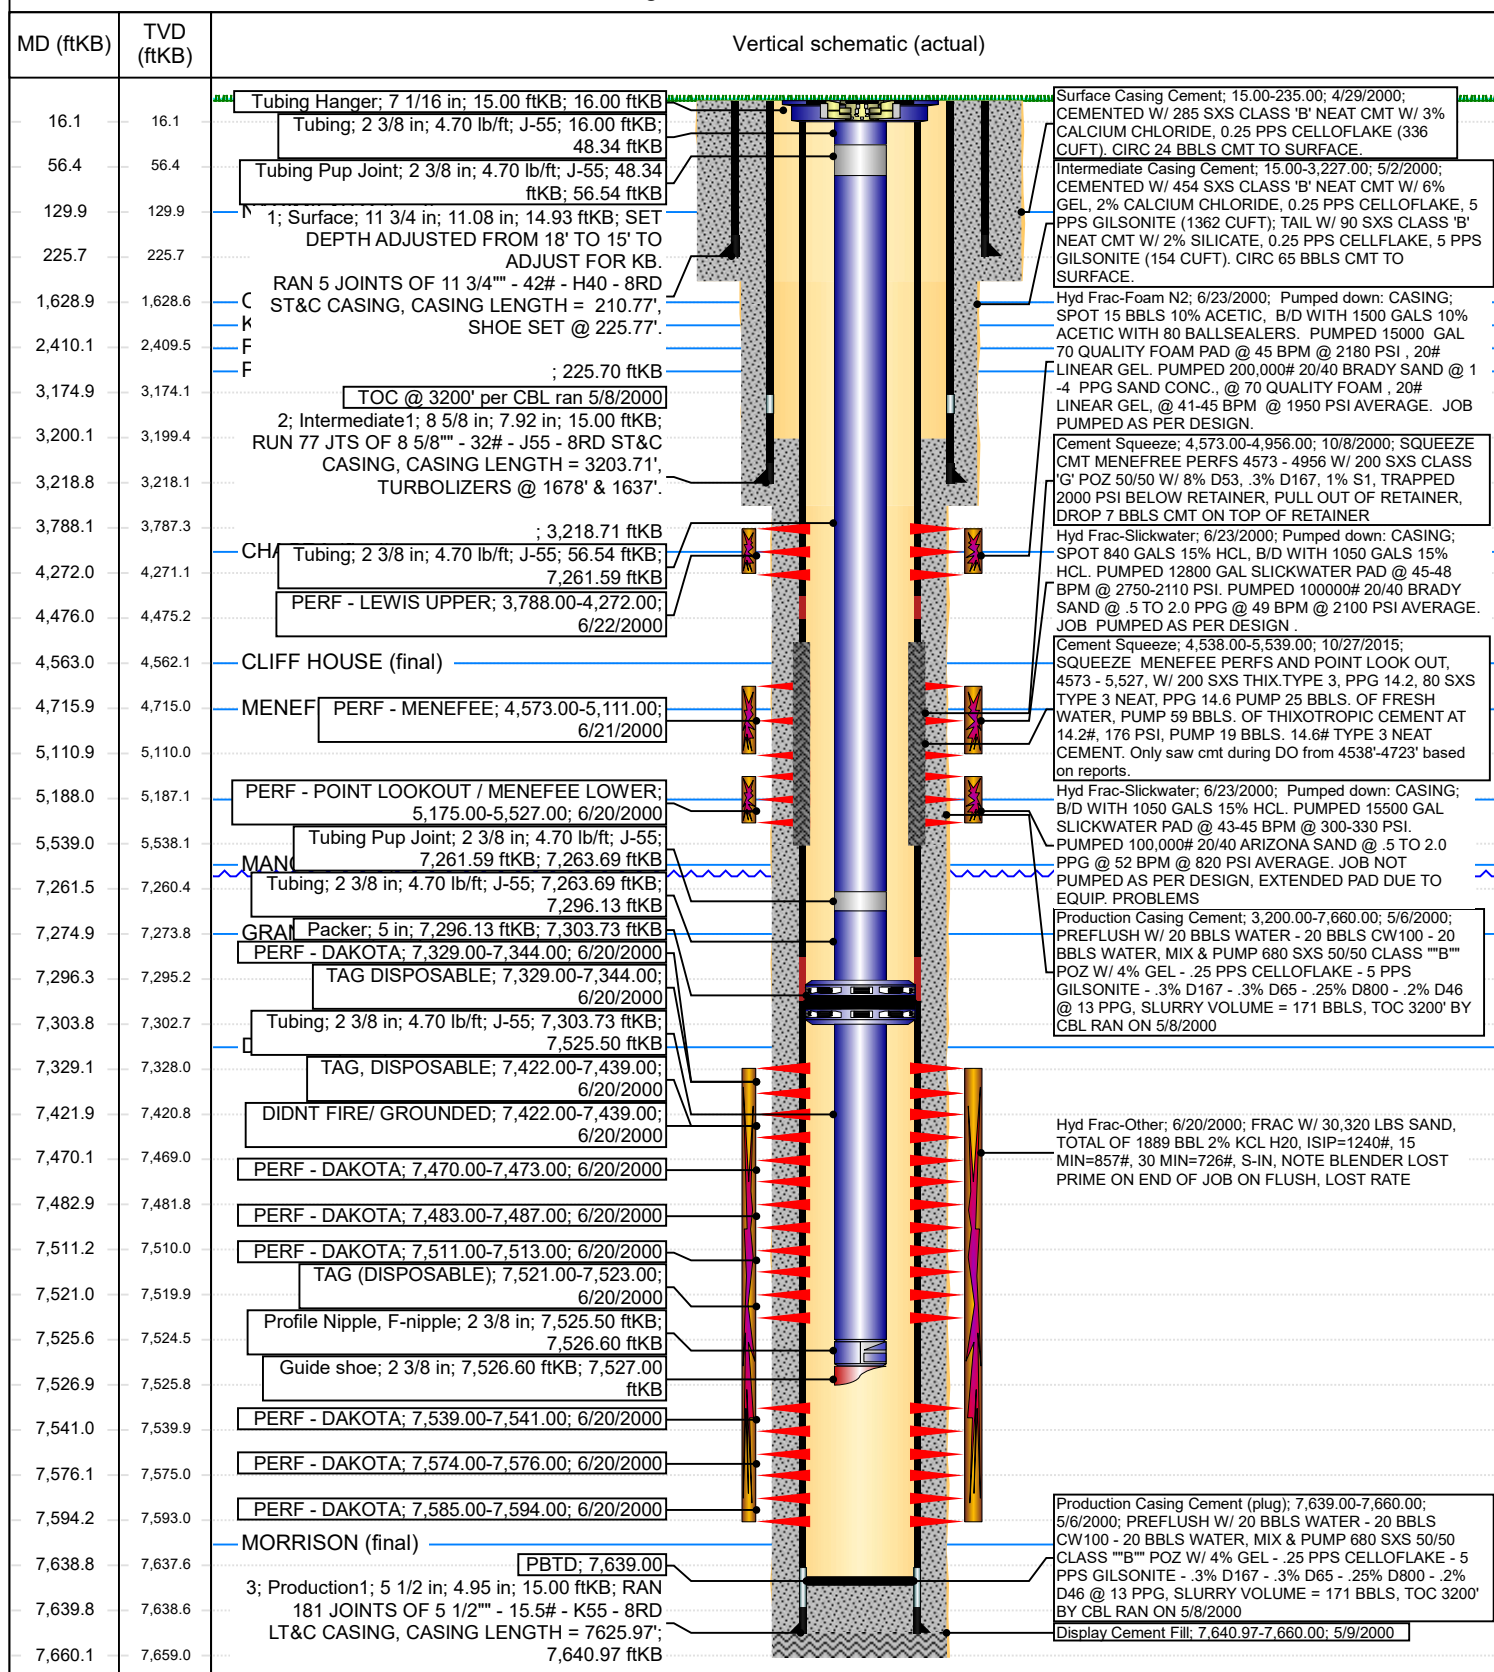 MD (ftKB)
TVD
(ftKB)
Vertical schematic (actual)
16.1
16.1
56.4
56.4
129.9
129.9
225.7
225.7
1,628.9
1,628.6
2,410.1
2,409.5
3,174.9
3,174.1
3,200.1
3,199.4
3,218.8
3,218.1
3,788.1
3,787.3
4,272.0
4,271.1
4,476.0
4,475.2
4,563.0
4,562.1
4,715.9
4,715.0
5,110.9
5,110.0
5,188.0
5,187.1
5,539.0
5,538.1
7,261.5
7,260.4
7,274.9
7,273.8
7,296.3
7,295.2
7,303.8
7,302.7
7,329.1
7,328.0
7,421.9
7,420.8
7,470.1
7,469.0
7,482.9
7,481.8
7,511.2
7,510.0
7,521.0
7,519.9
7,525.6
7,524.5
7,526.9
7,525.8
7,541.0
7,539.9
7,576.1
7,575.0
7,594.2
7,593.0
7,638.8
7,637.6
7,639.8
7,638.6
7,660.1
7,659.0
Tubing Hanger; 7 1/16 in; 15.00 ftKB; 16.00 ftKB
Tubing; 2 3/8 in; 4.70 lb/ft; J-55; 16.00 ftKB;
48.34 ftKB
Tubing Pup Joint; 2 3/8 in; 4.70 lb/ft; J-55; 48.34
ftKB; 56.54 ftKB
1; Surface; 11 3/4 in; 11.08 in; 14.93 ftKB; SET
DEPTH ADJUSTED FROM 18' TO 15' TO
ADJUST FOR KB.
RAN 5 JOINTS OF 11 3/4"" - 42# - H40 - 8RD
ST&C CASING, CASING LENGTH = 210.77',
SHOE SET @ 225.77'.
; 225.70 ftKB
TOC @ 3200' per CBL ran 5/8/2000
2; Intermediate1; 8 5/8 in; 7.92 in; 15.00 ftKB;
RUN 77 JTS OF 8 5/8"" - 32# - J55 - 8RD ST&C
CASING, CASING LENGTH = 3203.71',
TURBOLIZERS @ 1678' & 1637'.
; 3,218.71 ftKB
Tubing; 2 3/8 in; 4.70 lb/ft; J-55; 56.54 ftKB;
7,261.59 ftKB
PERF - LEWIS UPPER; 3,788.00-4,272.00;
6/22/2000
CLIFF HOUSE (final)
MENEF
PERF - MENEFEE; 4,573.00-5,111.00;
6/21/2000
PERF - POINT LOOKOUT / MENEFEE LOWER;
5,175.00-5,527.00; 6/20/2000
Tubing Pup Joint; 2 3/8 in; 4.70 lb/ft; J-55;
7,261.59 ftKB; 7,263.69 ftKB
Tubing; 2 3/8 in; 4.70 lb/ft; J-55; 7,263.69 ftKB;
7,296.13 ftKB
Packer; 5 in; 7,296.13 ftKB; 7,303.73 ftKB
PERF - DAKOTA; 7,329.00-7,344.00; 6/20/2000
TAG DISPOSABLE; 7,329.00-7,344.00;
6/20/2000
Tubing; 2 3/8 in; 4.70 lb/ft; J-55; 7,303.73 ftKB;
7,525.50 ftKB
TAG, DISPOSABLE; 7,422.00-7,439.00;
6/20/2000
DIDNT FIRE/ GROUNDED; 7,422.00-7,439.00;
6/20/2000
PERF - DAKOTA; 7,470.00-7,473.00; 6/20/2000
PERF - DAKOTA; 7,483.00-7,487.00; 6/20/2000
PERF - DAKOTA; 7,511.00-7,513.00; 6/20/2000
TAG (DISPOSABLE); 7,521.00-7,523.00;
6/20/2000
Profile Nipple, F-nipple; 2 3/8 in; 7,525.50 ftKB;
7,526.60 ftKB
Guide shoe; 2 3/8 in; 7,526.60 ftKB; 7,527.00
ftKB
PERF - DAKOTA; 7,539.00-7,541.00; 6/20/2000
PERF - DAKOTA; 7,574.00-7,576.00; 6/20/2000
PERF - DAKOTA; 7,585.00-7,594.00; 6/20/2000
MORRISON (final)
PBTD; 7,639.00
3; Production1; 5 1/2 in; 4.95 in; 15.00 ftKB; RAN
181 JOINTS OF 5 1/2"" - 15.5# - K55 - 8RD
LT&C CASING, CASING LENGTH = 7625.97';
7,640.97 ftKB
Surface Casing Cement; 15.00-235.00; 4/29/2000;
CEMENTED W/ 285 SXS CLASS 'B' NEAT CMT W/ 3%
CALCIUM CHLORIDE, 0.25 PPS CELLOFLAKE (336
CUFT). CIRC 24 BBLS CMT TO SURFACE.
Intermediate Casing Cement; 15.00-3,227.00; 5/2/2000;
CEMENTED W/ 454 SXS CLASS 'B' NEAT CMT W/ 6%
GEL, 2% CALCIUM CHLORIDE, 0.25 PPS CELLOFLAKE, 5
PPS GILSONITE (1362 CUFT); TAIL W/ 90 SXS CLASS 'B'
NEAT CMT W/ 2% SILICATE, 0.25 PPS CELLFLAKE, 5 PPS
GILSONITE (154 CUFT). CIRC 65 BBLS CMT TO
SURFACE.
Hyd Frac-Foam N2; 6/23/2000; Pumped down: CASING;
SPOT 15 BBLS 10% ACETIC, B/D WITH 1500 GALS 10%
ACETIC WITH 80 BALLSEALERS. PUMPED 15000 GAL
70 QUALITY FOAM PAD @ 45 BPM @ 2180 PSI , 20#
LINEAR GEL. PUMPED 200,000# 20/40 BRADY SAND @ 1
-4 PPG SAND CONC., @ 70 QUALITY FOAM , 20#
LINEAR GEL, @ 41-45 BPM @ 1950 PSI AVERAGE. JOB
PUMPED AS PER DESIGN.
Cement Squeeze; 4,573.00-4,956.00; 10/8/2000; SQUEEZE
CMT MENEFREE PERFS 4573 - 4956 W/ 200 SXS CLASS
'G' POZ 50/50 W/ 8% D53, .3% D167, 1% S1, TRAPPED
2000 PSI BELOW RETAINER, PULL OUT OF RETAINER,
DROP 7 BBLS CMT ON TOP OF RETAINER
Hyd Frac-Slickwater; 6/23/2000; Pumped down: CASING;
SPOT 840 GALS 15% HCL, B/D WITH 1050 GALS 15%
HCL. PUMPED 12800 GAL SLICKWATER PAD @ 45-48
BPM @ 2750-2110 PSI. PUMPED 100000# 20/40 BRADY
SAND @ .5 TO 2.0 PPG @ 49 BPM @ 2100 PSI AVERAGE.
JOB PUMPED AS PER DESIGN .
Cement Squeeze; 4,538.00-5,539.00; 10/27/2015;
SQUEEZE MENEFEE PERFS AND POINT LOOK OUT,
4573 - 5,527, W/ 200 SXS THIX.TYPE 3, PPG 14.2, 80 SXS
TYPE 3 NEAT, PPG 14.6 PUMP 25 BBLS. OF FRESH
WATER, PUMP 59 BBLS. OF THIXOTROPIC CEMENT AT
14.2#, 176 PSI, PUMP 19 BBLS. 14.6# TYPE 3 NEAT
CEMENT. Only saw cmt during DO from 4538'-4723' based
on reports.
Hyd Frac-Slickwater; 6/23/2000; Pumped down: CASING;
B/D WITH 1050 GALS 15% HCL. PUMPED 15500 GAL
SLICKWATER PAD @ 43-45 BPM @ 300-330 PSI.
PUMPED 100,000# 20/40 ARIZONA SAND @ .5 TO 2.0
PPG @ 52 BPM @ 820 PSI AVERAGE. JOB NOT
PUMPED AS PER DESIGN, EXTENDED PAD DUE TO
EQUIP. PROBLEMS
Production Casing Cement; 3,200.00-7,660.00; 5/6/2000;
PREFLUSH W/ 20 BBLS WATER - 20 BBLS CW100 - 20
BBLS WATER, MIX & PUMP 680 SXS 50/50 CLASS ""B""
POZ W/ 4% GEL - .25 PPS CELLOFLAKE - 5 PPS
GILSONITE - .3% D167 - .3% D65 - .25% D800 - .2% D46
@ 13 PPG, SLURRY VOLUME = 171 BBLS, TOC 3200' BY
CBL RAN ON 5/8/2000
Hyd Frac-Other; 6/20/2000; FRAC W/ 30,320 LBS SAND,
TOTAL OF 1889 BBL 2% KCL H20, ISIP=1240#, 15
MIN=857#, 30 MIN=726#, S-IN, NOTE BLENDER LOST
PRIME ON END OF JOB ON FLUSH, LOST RATE
Production Casing Cement (plug); 7,639.00-7,660.00;
5/6/2000; PREFLUSH W/ 20 BBLS WATER - 20 BBLS
CW100 - 20 BBLS WATER, MIX & PUMP 680 SXS 50/50
CLASS ""B"" POZ W/ 4% GEL - .25 PPS CELLOFLAKE - 5
PPS GILSONITE - .3% D167 - .3% D65 - .25% D800 - .2%
D46 @ 13 PPG, SLURRY VOLUME = 171 BBLS, TOC 3200'
BY CBL RAN ON 5/8/2000
Display Cement Fill; 7,640.97-7,660.00; 5/9/2000